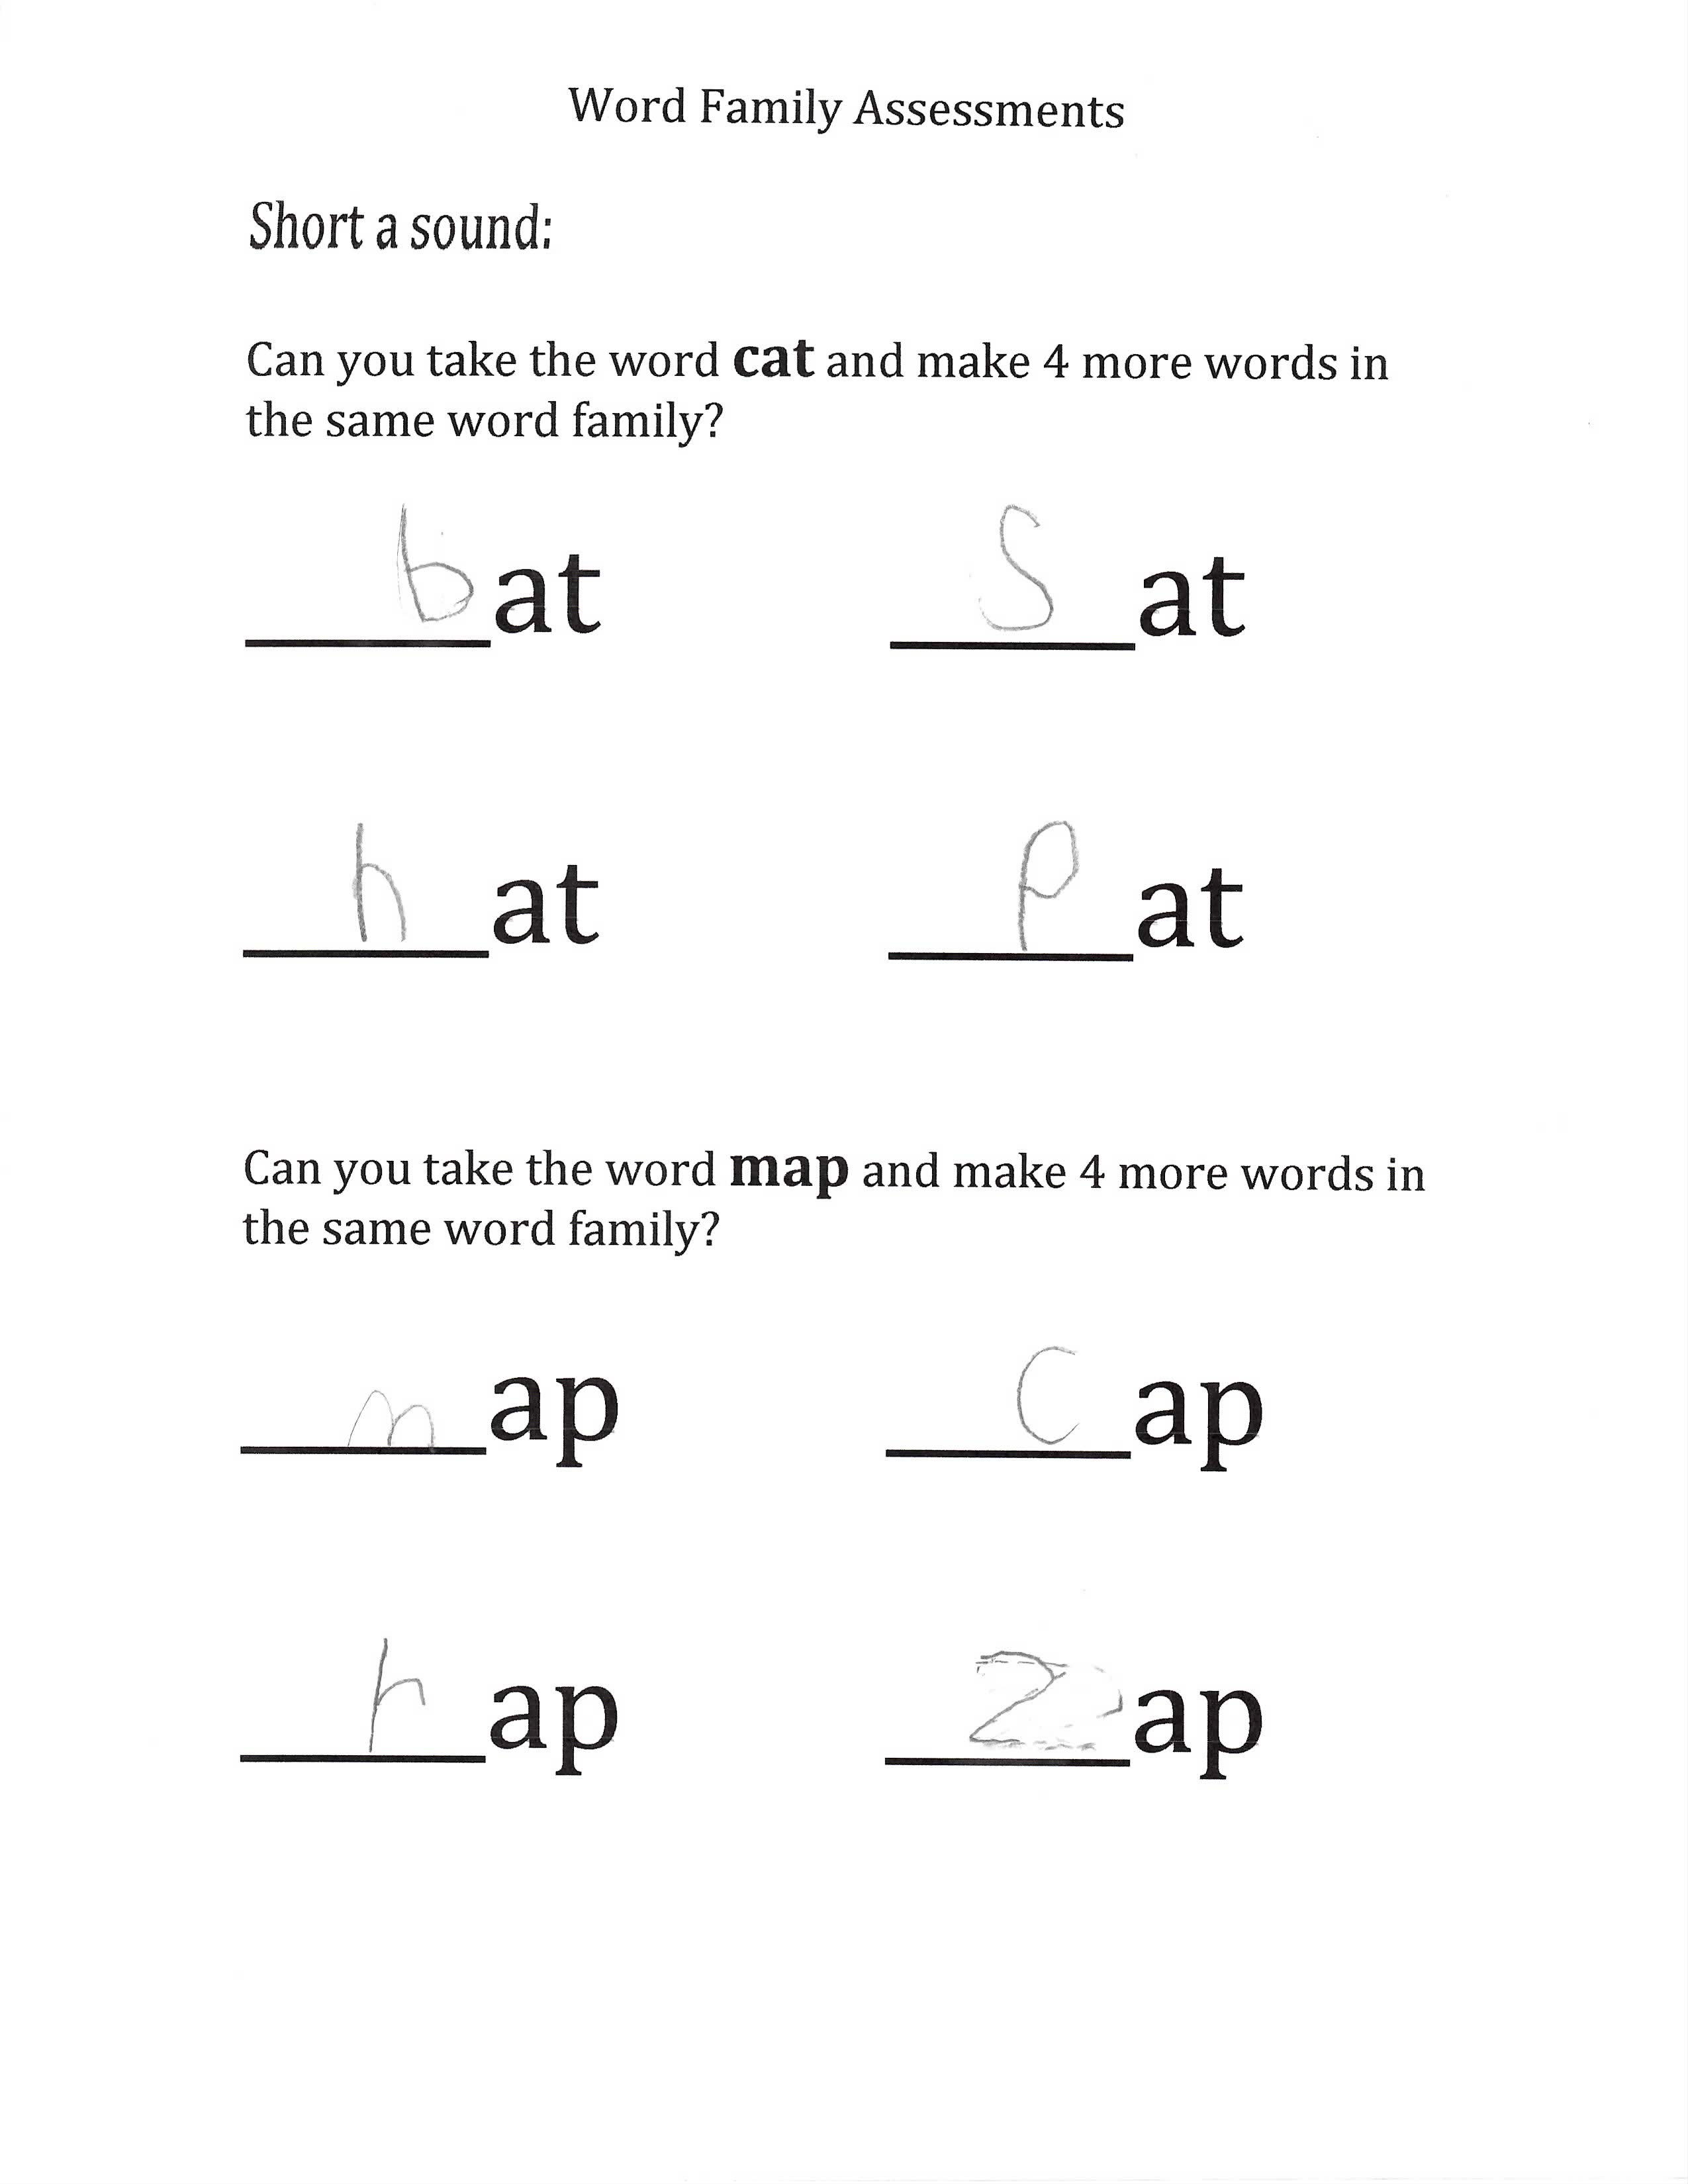 Word Family Assessments
Short a sound:
Can you take the word cat and make 4 more words in
the same word family?
bat Sat
hat pat
Can you take the word map and make 4 more words in
the same word family?
map cap
rap zap